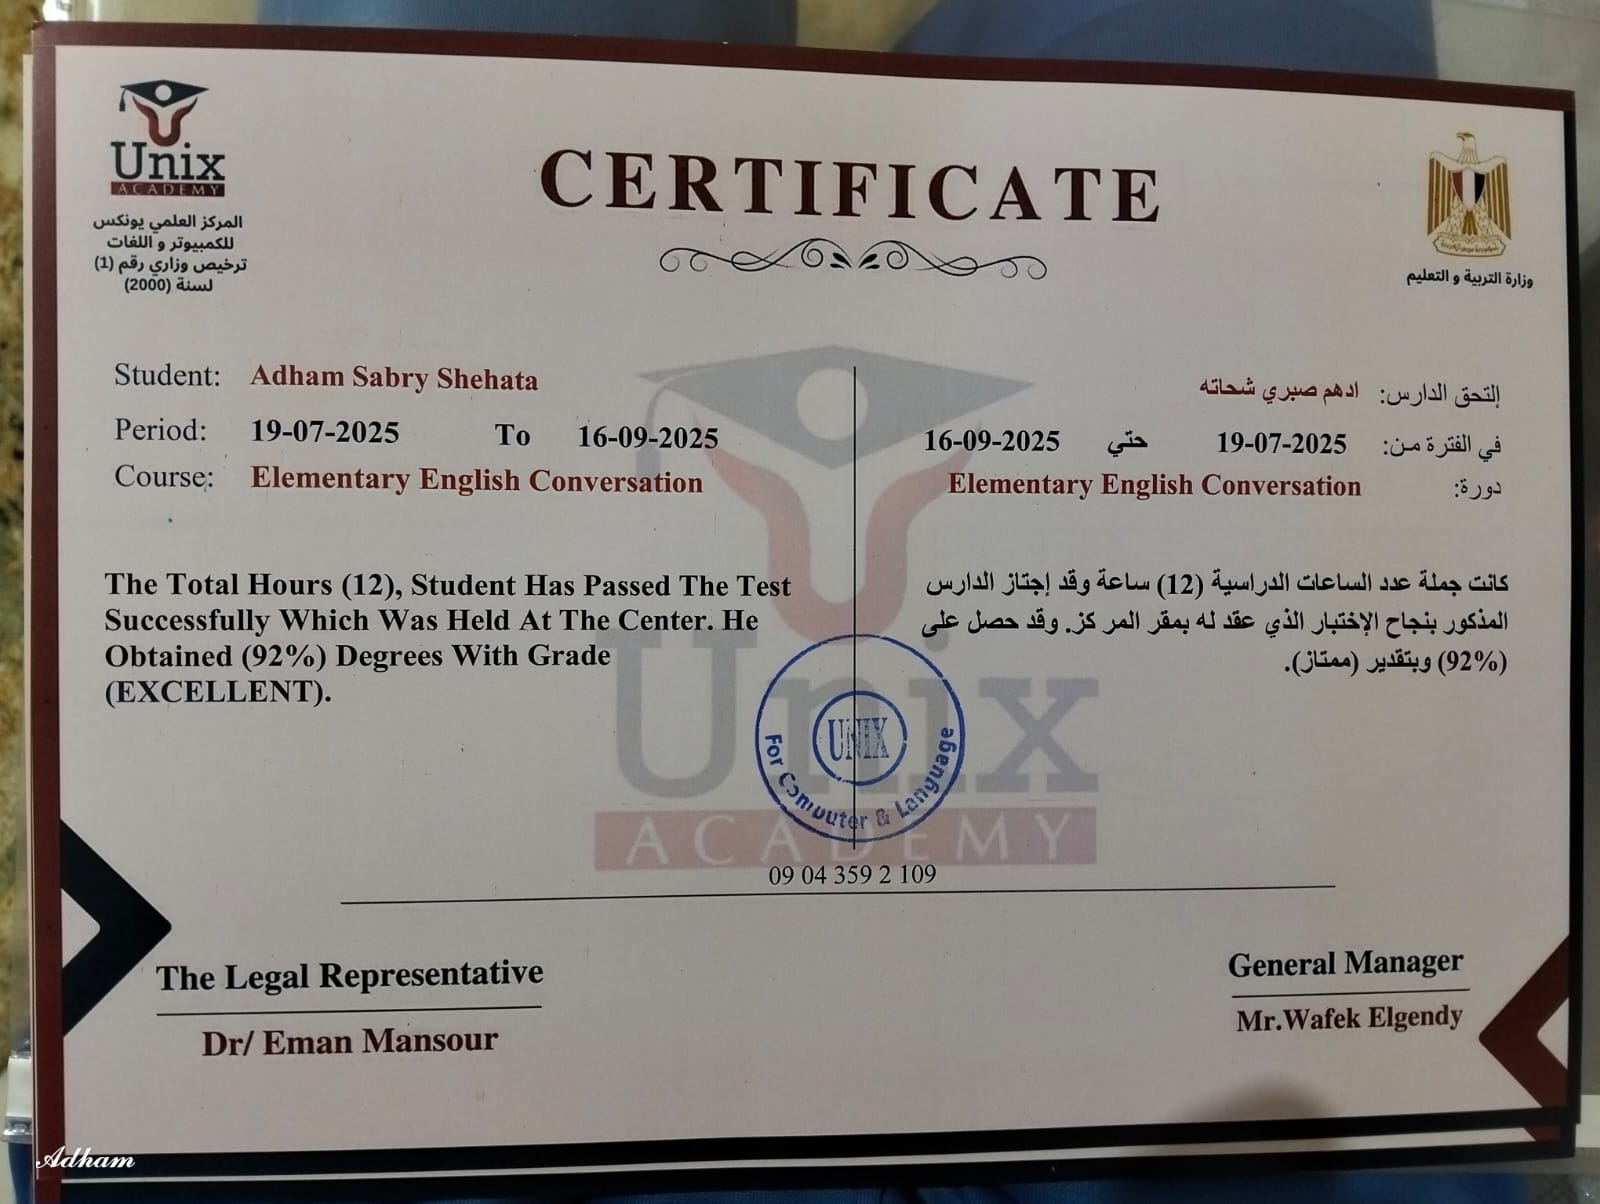 Unix
ACADEMY
المركز العلمي يونكس
للكمبيوتر و اللغات
ترخيص وزاري رقم (1)
لسنة (2000)
CERTIFICATE
وزارة التربية و التعليم
Student: Adham Sabry Shehata
Period: 19-07-2025 To 16-09-2025
Course: Elementary English Conversation
The Total Hours (12), Student Has Passed The Test
Successfully Which Was Held At The Center. He
Obtained (92%) Degrees With Grade
(EXCELLENT).
إلتحق الدارس: ادهم صبري شحاته
في الفترة من: 19-07-2025 حتي 16-09-2025
دورة: Elementary English Conversation
كانت جملة عدد الساعات الدراسية (12) ساعة وقد إجتاز الدارس
المذكور بنجاح الإختبار الذي عقد له بمقر المركز. وقد حصل على
(92%) وبتقدير (ممتاز).
Unix
ACADEMY
UNIX
For Computer & Language
09 04 359 2 109
The Legal Representative
Dr/ Eman Mansour
General Manager
Mr.Wafek Elgendy
Adham